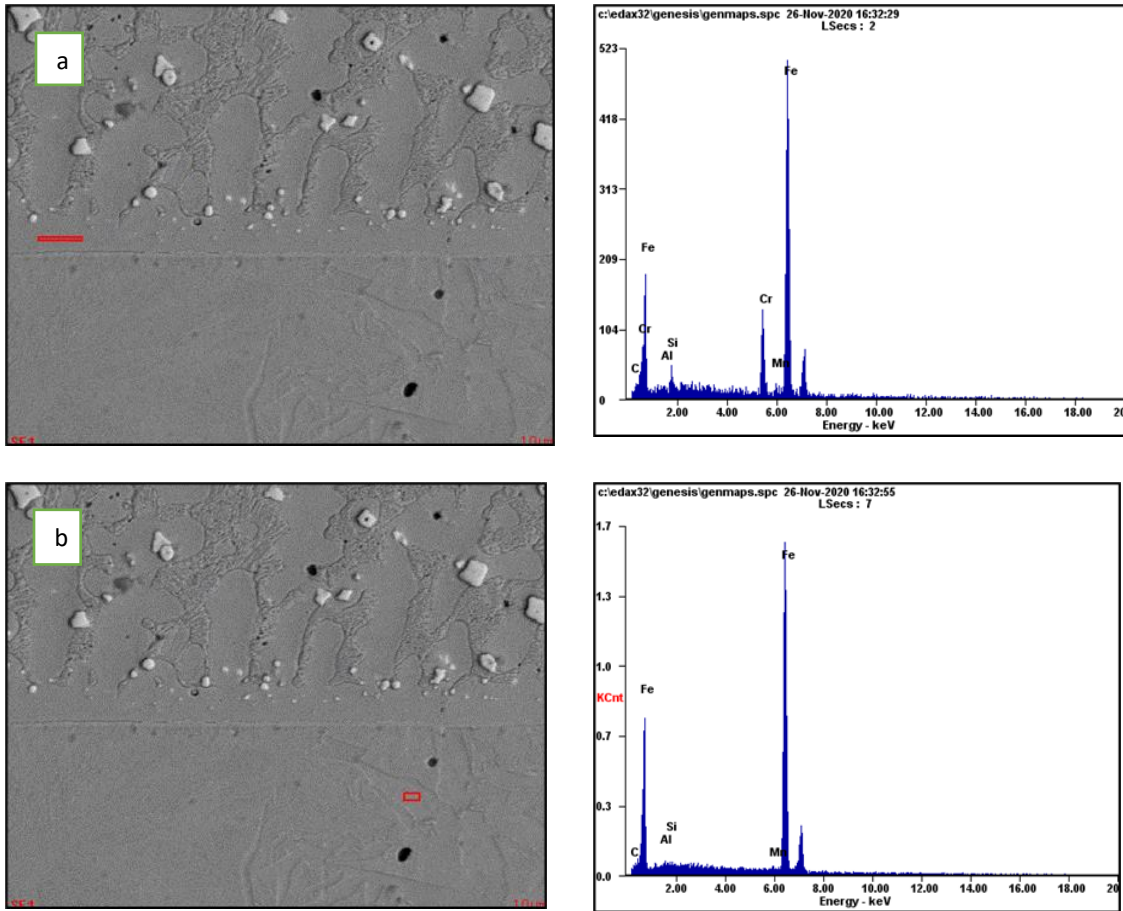 a
SE1
10µm
c:\edax32\genesis\genmaps.spc 26-Nov-2020 16:32:29
LSecs : 2
523
418
313
209
104
0
Fe
Cr
C
Al
Si
Cr
Mn
Fe
2.00 4.00 6.00 8.00 10.00 12.00 14.00 16.00 18.00 20
Energy - keV
b
c:\edax32\genesis\genmaps.spc 26-Nov-2020 16:32:55
LSecs : 7
1.7
1.3
1.0
KCnt
0.7
0.3
0.0
Fe
C
Al
Si
Mn
Fe
2.00 4.00 6.00 8.00 10.00 12.00 14.00 16.00 18.00 20
Energy - keV